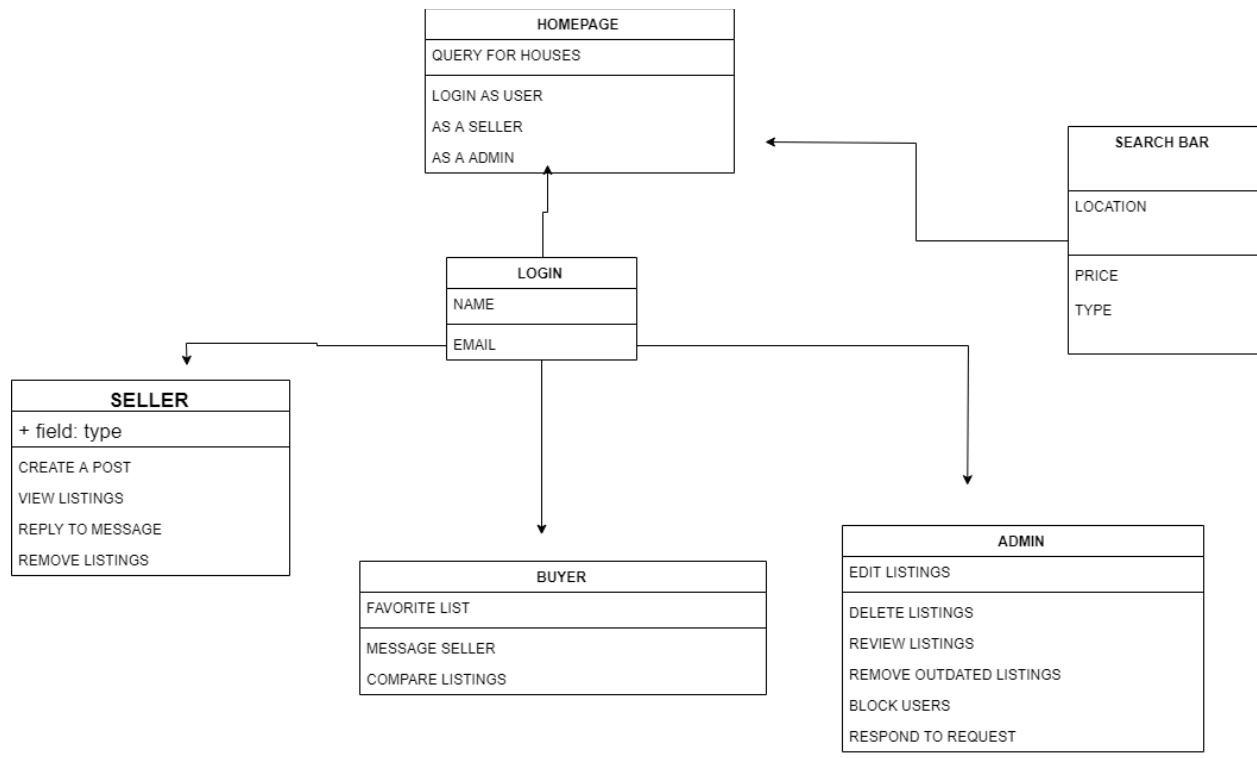 HOMEPAGE
QUERY FOR HOUSES
LOGIN AS USER
AS A SELLER
AS A ADMIN
SEARCH BAR
LOCATION
PRICE
TYPE
LOGIN
NAME
EMAIL
SELLER
+ field: type
CREATE A POST
VIEW LISTINGS
REPLY TO MESSAGE
REMOVE LISTINGS
BUYER
FAVORITE LIST
MESSAGE SELLER
COMPARE LISTINGS
ADMIN
EDIT LISTINGS
DELETE LISTINGS
REVIEW LISTINGS
REMOVE OUTDATED LISTINGS
BLOCK USERS
RESPOND TO REQUEST